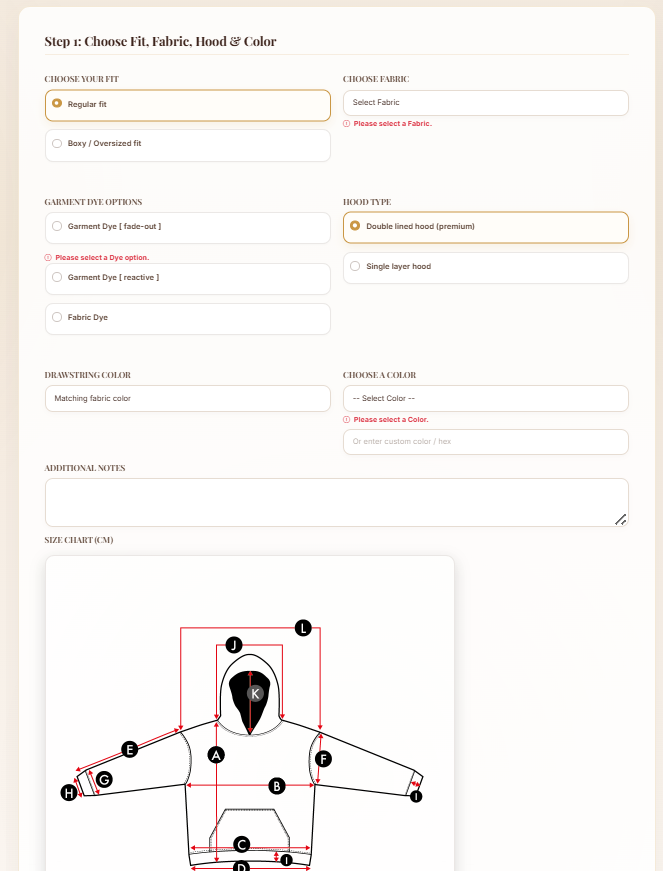 Step 1: Choose Fit, Fabric, Hood & Color
CHOOSE YOUR FIT
Regular fit
Boxy / Oversized fit
CHOOSE FABRIC
Select Fabric
Please select a Fabric.
GARMENT DYE OPTIONS
Garment Dye [ fade-out ]
Please select a Dye option.
Garment Dye [ reactive ]
Fabric Dye
HOOD TYPE
Double lined hood (premium)
Single layer hood
DRAWSTRING COLOR
Matching fabric color
CHOOSE A COLOR
-- Select Color --
Please select a Color.
Or enter custom color / hex
ADDITIONAL NOTES
SIZE CHART (CM)
L
J
K
E
A
F
G
H
B
I
C
I
D